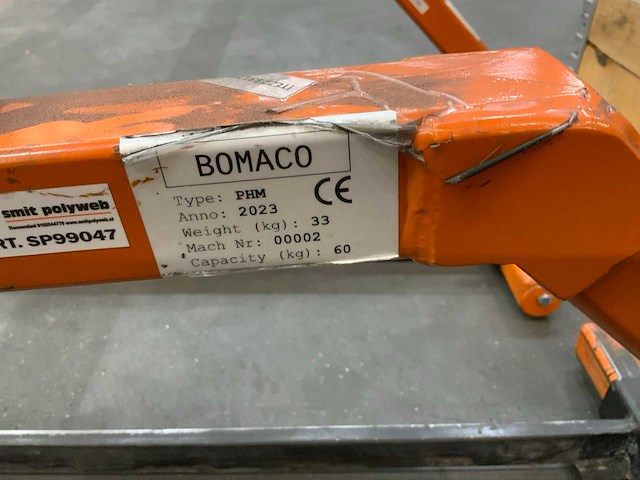 BOMACO
Type: PHM
Anno: 2023
Weight (kg): 33
Mach Nr: 00002
Capacity (kg): 60
CE
smit polyweb
RT. SP99047